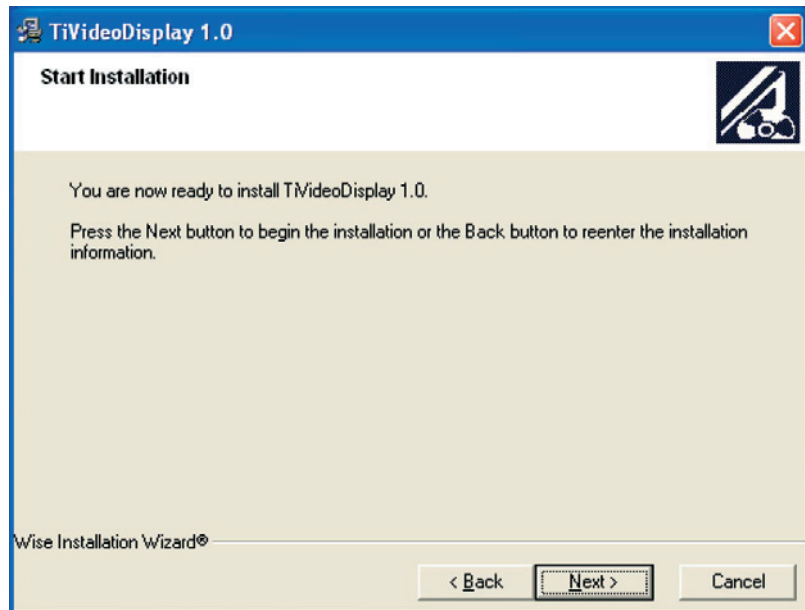 TiVideoDisplay 1.0
Start Installation
You are now ready to install TiVideoDisplay 1.0.
Press the Next button to begin the installation or the Back button to reenter the installation
information.
Wise Installation Wizard®
< Back Next > Cancel